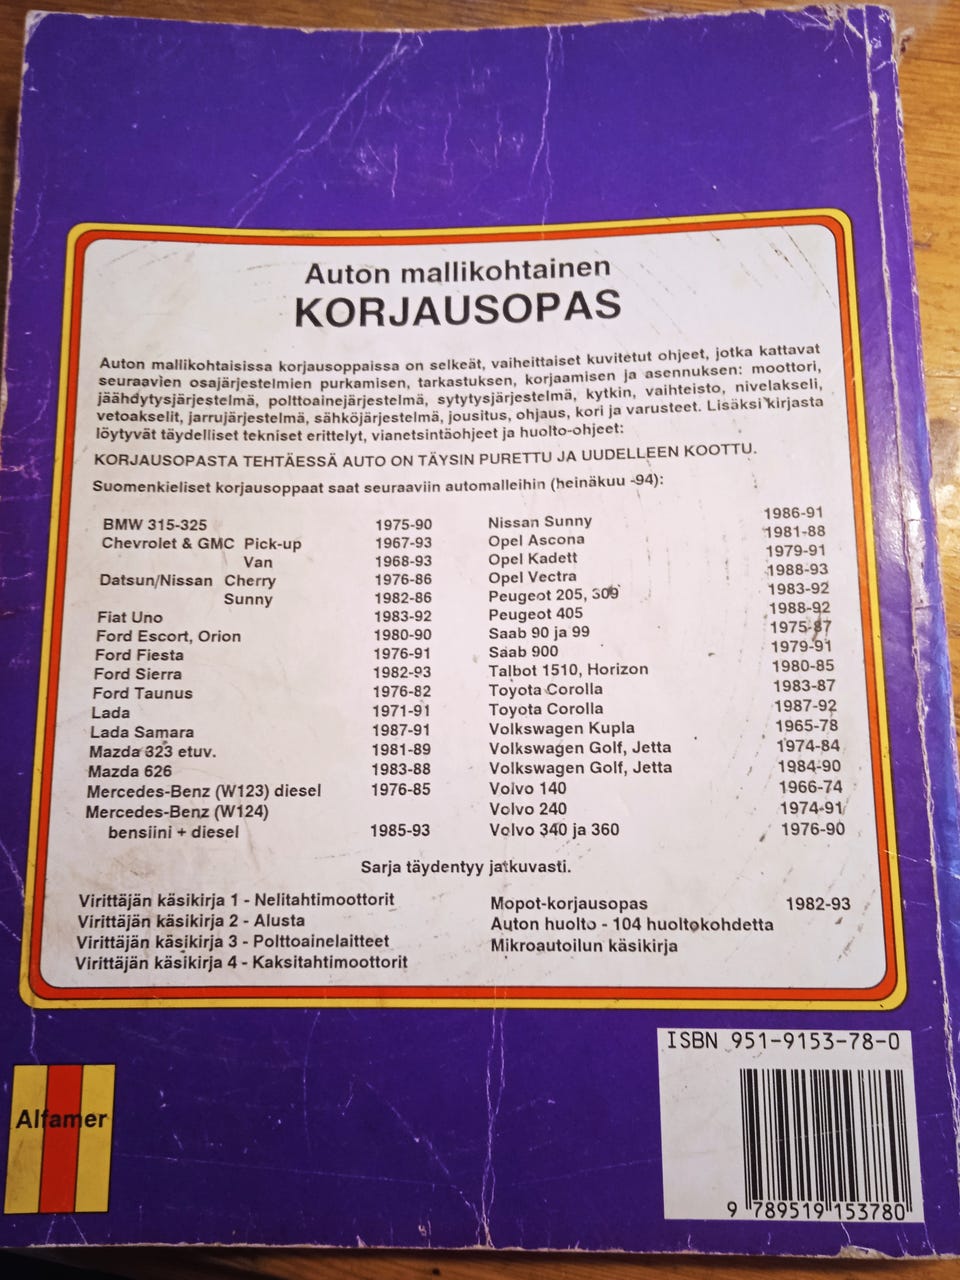 Auton mallikohtainen
KORJAUSOPAS
Auton mallikohtaisissa korjausoppaissa on selkeät, vaiheittaiset kuvitetut ohjeet, jotka kattavat
seuraavien osajärjestelmien purkamisen, tarkastuksen, korjaamisen ja asennuksen: moottori,
jäähdytysjärjestelmä, polttoainejärjestelmä, sytytysjärjestelmä, kytkin, vaihteisto, nivelakseli,
vetoakselit, jarrujärjestelmä, sähköjärjestelmä, jousitus, ohjaus, kori ja varusteet. Lisäksi kirjasta
löytyvät täydelliset tekniset erittelyt, vianetsintäohjeet ja huolto-ohjeet:
KORJAUSOPASTA TEHTÄESSÄ AUTO ON TÄYSIN PURETTU JA UUDELLEEN KOOTTU.
Suomenkieliset korjausoppaat saat seuraaviin automalleihin (heinäkuu -94):
BMW 315-325 1975-90
Chevrolet & GMC Pick-up 1967-93
Van 1968-93
Datsun/Nissan Cherry 1976-86
Sunny 1982-86
Fiat Uno 1983-92
Ford Escort, Orion 1980-90
Ford Fiesta 1976-91
Ford Sierra 1982-93
Ford Taunus 1976-82
Lada 1971-91
Lada Samara 1987-91
Mazda 323 etuv. 1981-89
Mazda 626 1983-88
Mercedes-Benz (W123) diesel 1976-85
Mercedes-Benz (W124)
bensiini + diesel 1985-93
Nissan Sunny 1986-91
Opel Ascona 1981-88
Opel Kadett 1979-91
Opel Vectra 1988-93
Peugeot 205, 309 1983-92
Peugeot 405 1988-92
Saab 90 ja 99 1975-87
Saab 900 1979-91
Talbot 1510, Horizon 1980-85
Toyota Corolla 1983-87
Toyota Corolla 1987-92
Volkswagen Kupla 1965-78
Volkswagen Golf, Jetta 1974-84
Volkswagen Golf, Jetta 1984-90
Volvo 140 1966-74
Volvo 240 1974-91
Volvo 340 ja 360 1976-90
Sarja täydentyy jatkuvasti.
Virittäjän käsikirja 1 - Nelitahtimoottorit
Virittäjän käsikirja 2 - Alusta
Virittäjän käsikirja 3 - Polttoainelaitteet
Virittäjän käsikirja 4 - Kaksitahtimoottorit
Mopot-korjausopas 1982-93
Auton huolto - 104 huoltokohdetta
Mikroautoilun käsikirja
Alfamer
ISBN 951-9153-78-0
9 789519 153780